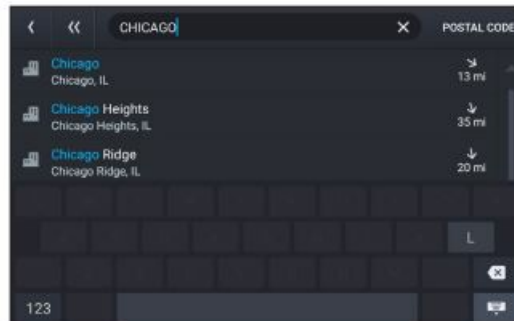 CHICAGO
POSTAL CODE
Chicago
Chicago, IL
13 mi
Chicago Heights
Chicago Heights, IL
35 mi
Chicago Ridge
Chicago Ridge, IL
20 mi
L
123